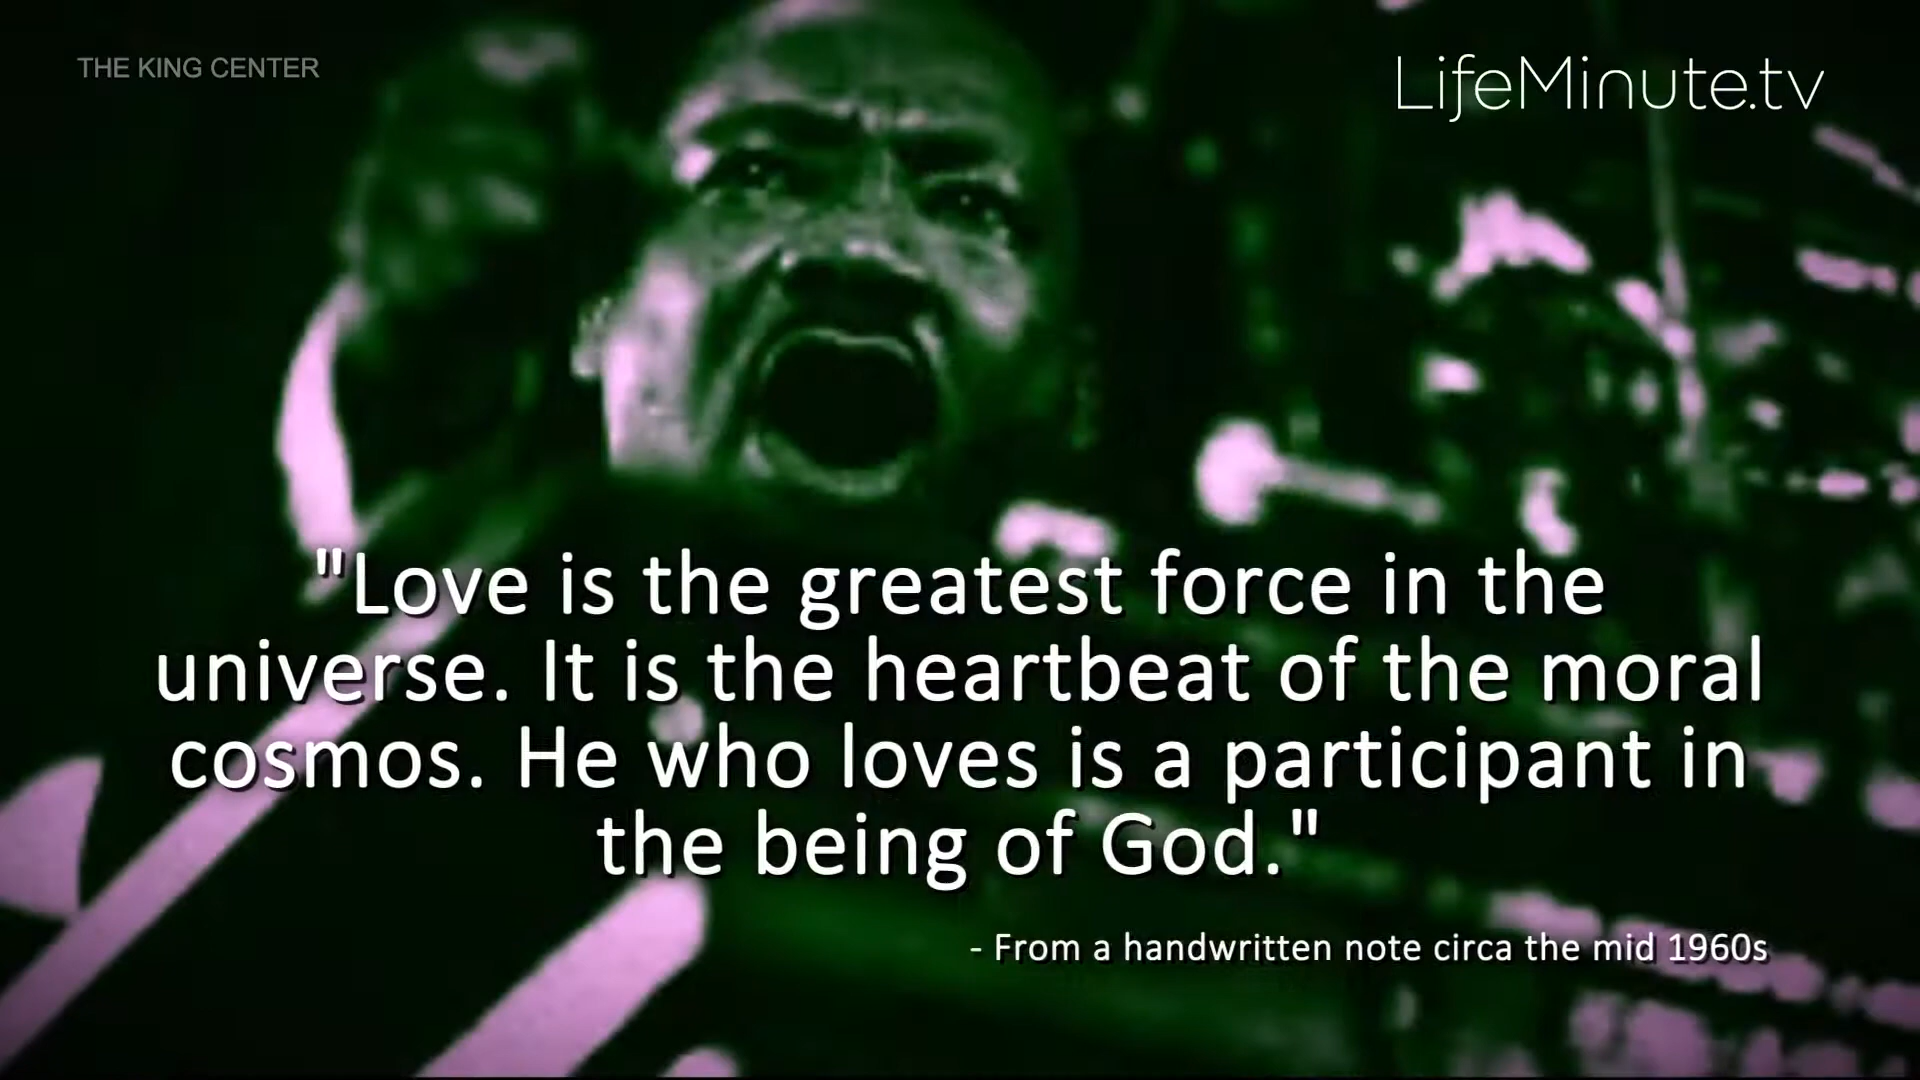 THE KING CENTER
LifeMinute.tv
"Love is the greatest force in the
universe. It is the heartbeat of the moral
cosmos. He who loves is a participant in
the being of God."
- From a handwritten note circa the mid 1960s